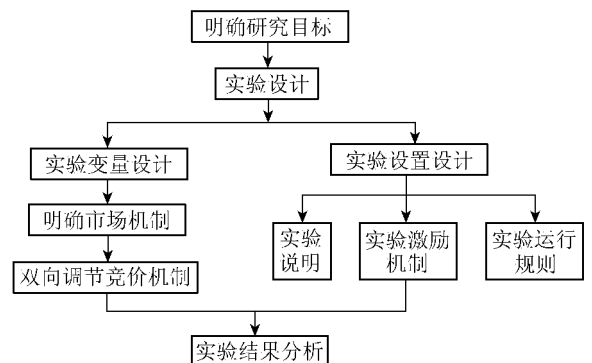 明确研究目标
实验设计
实验变量设计
实验设置设计
明确市场机制
实验
说明
实验激励
机制
实验运行
规则
双向调节竞价机制
实验结果分析